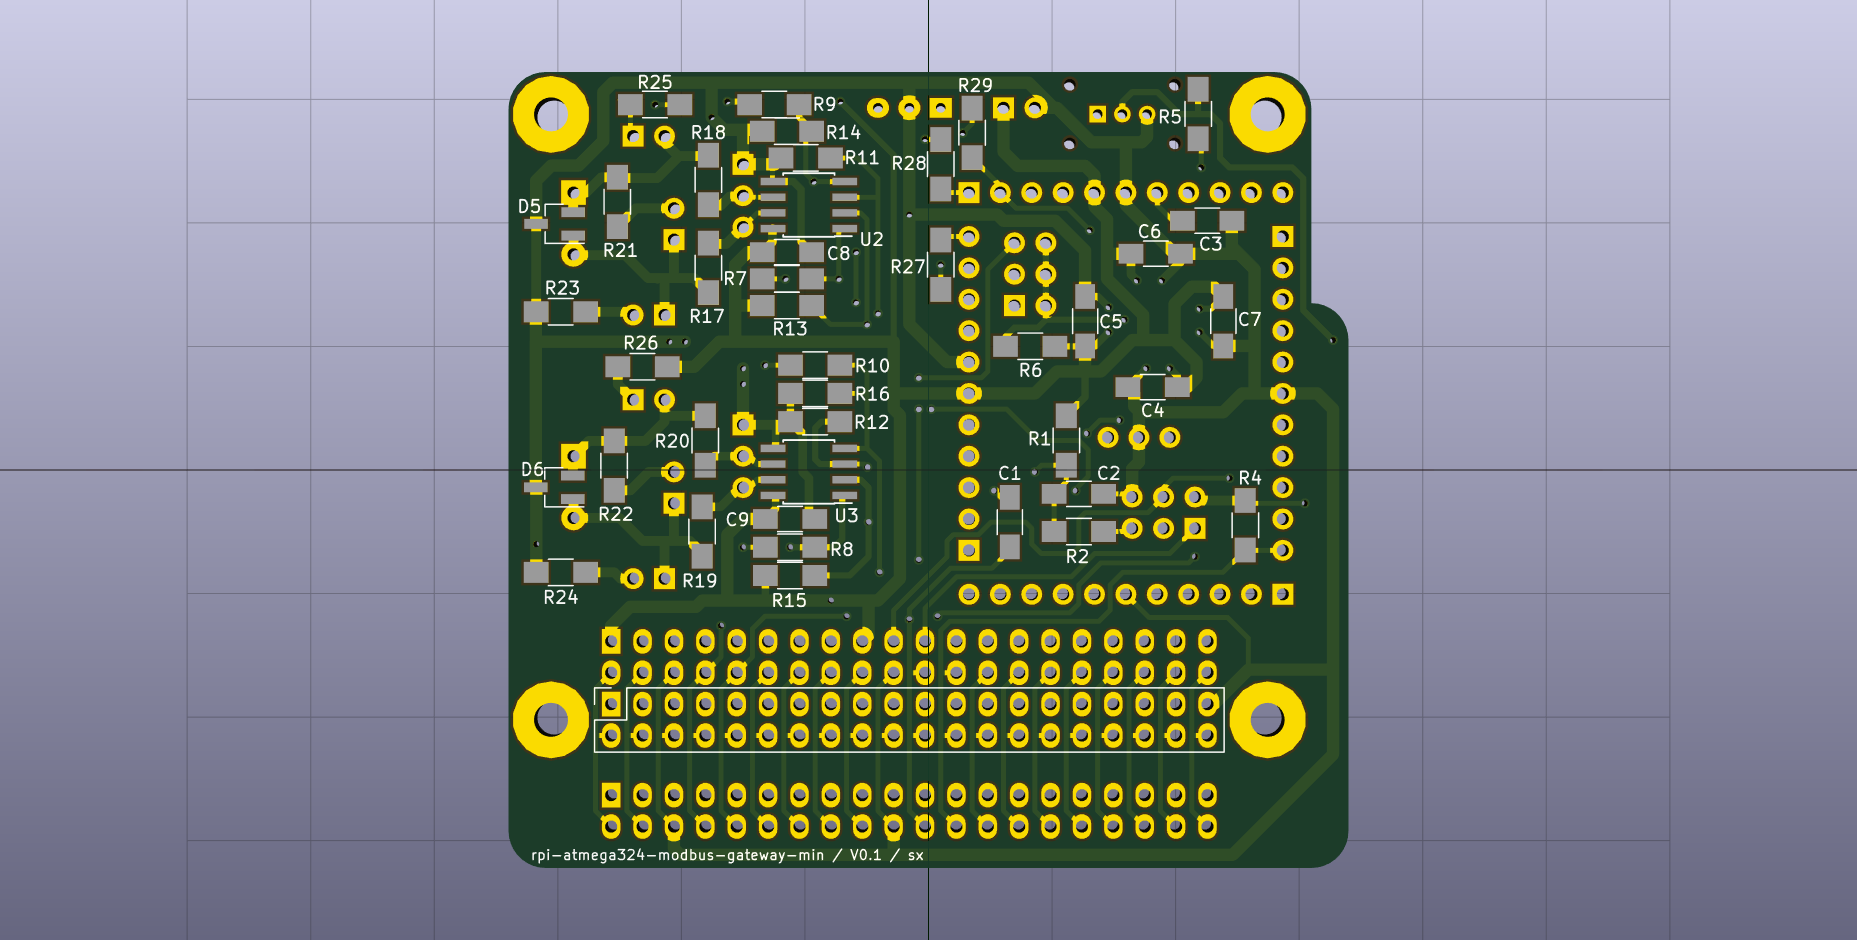 R25
R29
R9
R5
R18
R14
R11
R28
D5
U2
C6
C3
R21
C8
R27
R7
R23
R17
R13
C5
C7
R26
R6
R10
R16
C4
R12
R20
R1
D6
C1
C2
R4
R22
C9
U3
R8
R2
R19
R24
R15
rpi-atmega324-modbus-gateway-min / V0.1 / sx